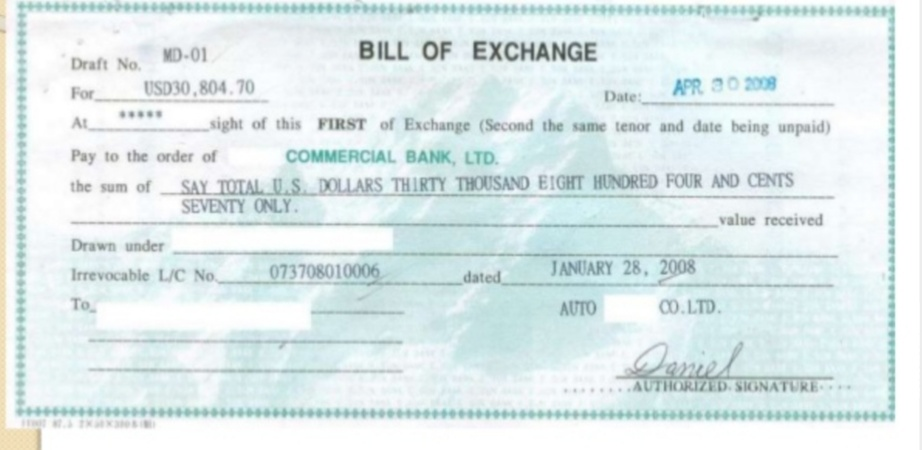 BILL OF EXCHANGE
Draft No. MD-01
For USD30,804.70
Date: APR 30 2008
At ***** sight of this FIRST of Exchange (Second the same tenor and date being unpaid)
Pay to the order of COMMERCIAL BANK, LTD.
the sum of SAY TOTAL U.S. DOLLARS THIRTY THOUSAND EIGHT HUNDRED FOUR AND CENTS
SEVENTY ONLY. value received
Drawn under
Irrevocable L/C No. 073708010006 dated JANUARY 28, 2008
To AUTO CO.LTD.
Daniel
AUTHORIZED SIGNATURE